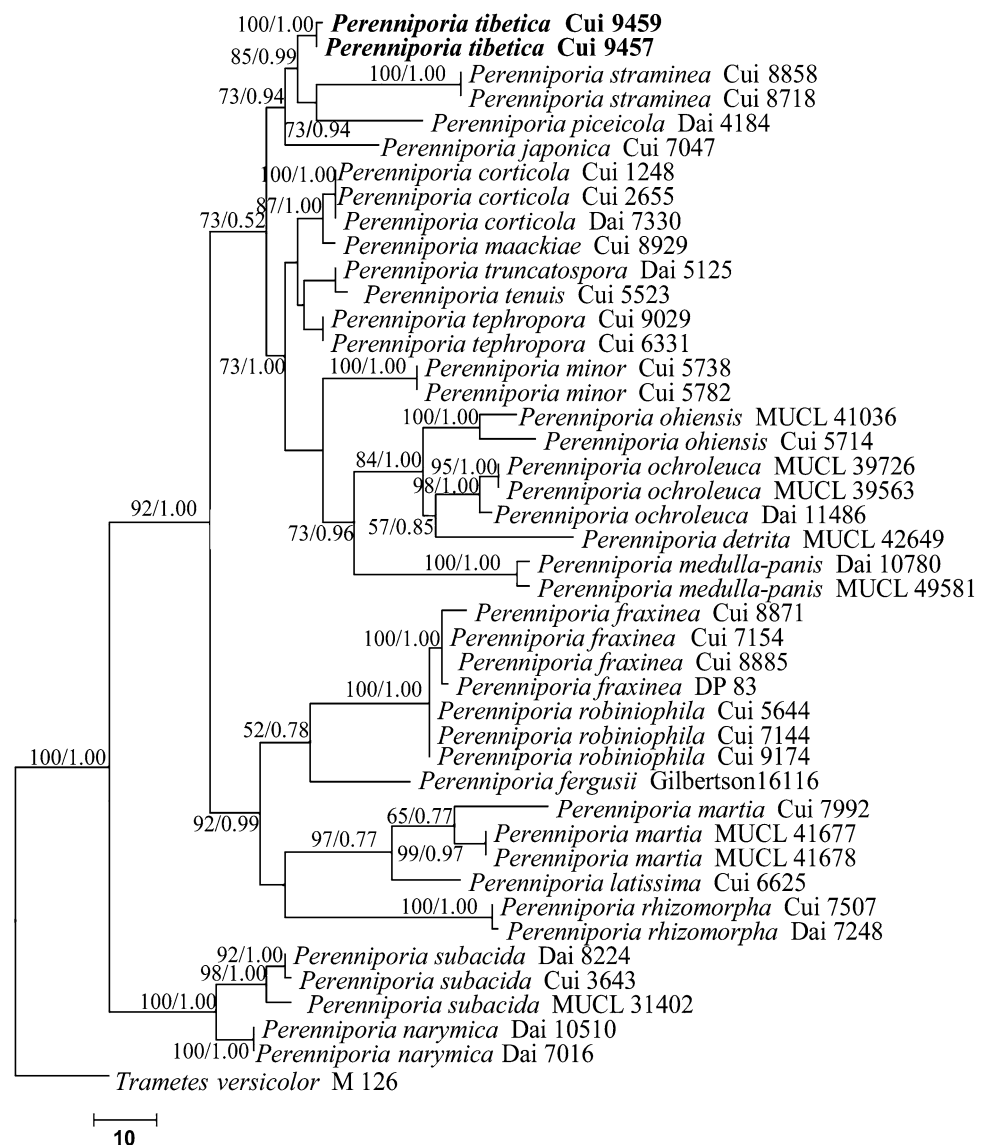 100/1.00 Perenniporia tibetica Cui 9459
Perenniporia tibetica Cui 9457
85/0.99
100/1.00 Perenniporia straminea Cui 8858
73/0.94 Perenniporia straminea Cui 8718
73/0.94 Perenniporia piceicola Dai 4184
Perenniporia japonica Cui 7047
100/1.00 Perenniporia corticola Cui 1248
Perenniporia corticola Cui 2655
87/1.00
73/0.52 Perenniporia corticola Dai 7330
Perenniporia maackiae Cui 8929
Perenniporia truncatospora Dai 5125
Perenniporia tenuis Cui 5523
Perenniporia tephropora Cui 9029
Perenniporia tephropora Cui 6331
73/1.00 100/1.00 Perenniporia minor Cui 5738
Perenniporia minor Cui 5782
100/1.00 Perenniporia ohiensis MUCL 41036
Perenniporia ohiensis Cui 5714
84/1.00 95/1.00 Perenniporia ochroleuca MUCL 39726
98/1.00 Perenniporia ochroleuca MUCL 39563
Perenniporia ochroleuca Dai 11486
92/1.00
73/0.96 57/0.85 Perenniporia detrita MUCL 42649
100/1.00 Perenniporia medulla-panis Dai 10780
Perenniporia medulla-panis MUCL 49581
Perenniporia fraxinea Cui 8871
100/1.00 Perenniporia fraxinea Cui 7154
Perenniporia fraxinea Cui 8885
100/1.00 Perenniporia fraxinea DP 83
Perenniporia robiniophila Cui 5644
52/0.78 Perenniporia robiniophila Cui 7144
100/1.00 Perenniporia robiniophila Cui 9174
Perenniporia fergusii Gilbertson16116
65/0.77 Perenniporia martia Cui 7992
92/0.99 97/0.77 Perenniporia martia MUCL 41677
99/0.97 Perenniporia martia MUCL 41678
Perenniporia latissima Cui 6625
100/1.00 Perenniporia rhizomorpha Cui 7507
Perenniporia rhizomorpha Dai 7248
92/1.00 Perenniporia subacida Dai 8224
98/1.00 Perenniporia subacida Cui 3643
100/1.00 Perenniporia subacida MUCL 31402
Perenniporia narymica Dai 10510
100/1.00 Perenniporia narymica Dai 7016
Trametes versicolor M 126
10